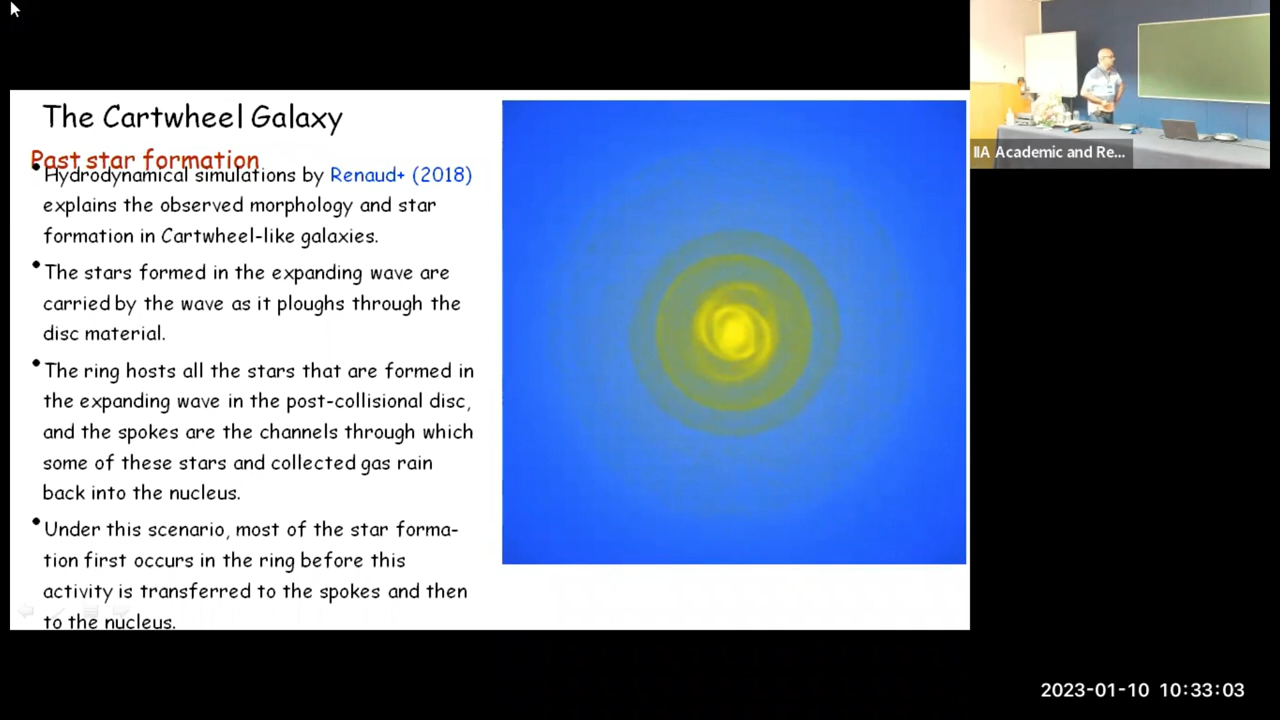 The Cartwheel Galaxy
Past star formation
• Hydrodynamical simulations by Renaud+ (2018)
explains the observed morphology and star
formation in Cartwheel-like galaxies.
• The stars formed in the expanding wave are
carried by the wave as it ploughs through the
disc material.
• The ring hosts all the stars that are formed in
the expanding wave in the post-collisional disc,
and the spokes are the channels through which
some of these stars and collected gas rain
back into the nucleus.
• Under this scenario, most of the star forma-
tion first occurs in the ring before this
activity is transferred to the spokes and then
to the nucleus.
IIA Academic and Re...
2023-01-10 10:33:03